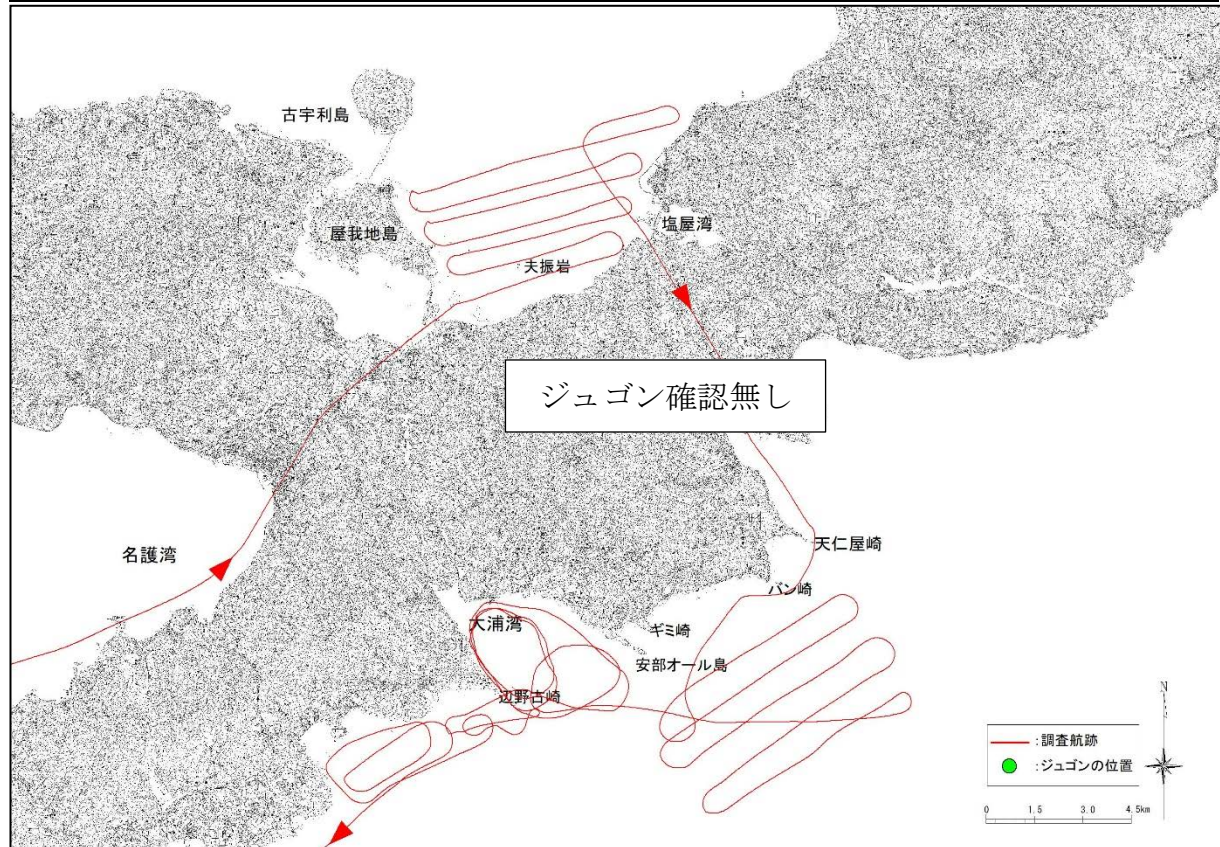 古宇利島
屋我地島
塩屋湾
夫振岩
ジュゴン確認無し
名護湾
天仁屋崎
バン崎
大浦湾
ギミ崎
安部オール島
辺野古崎
N
:調査航跡
:ジュゴンの位置
0 1.5 3.0 4.5km